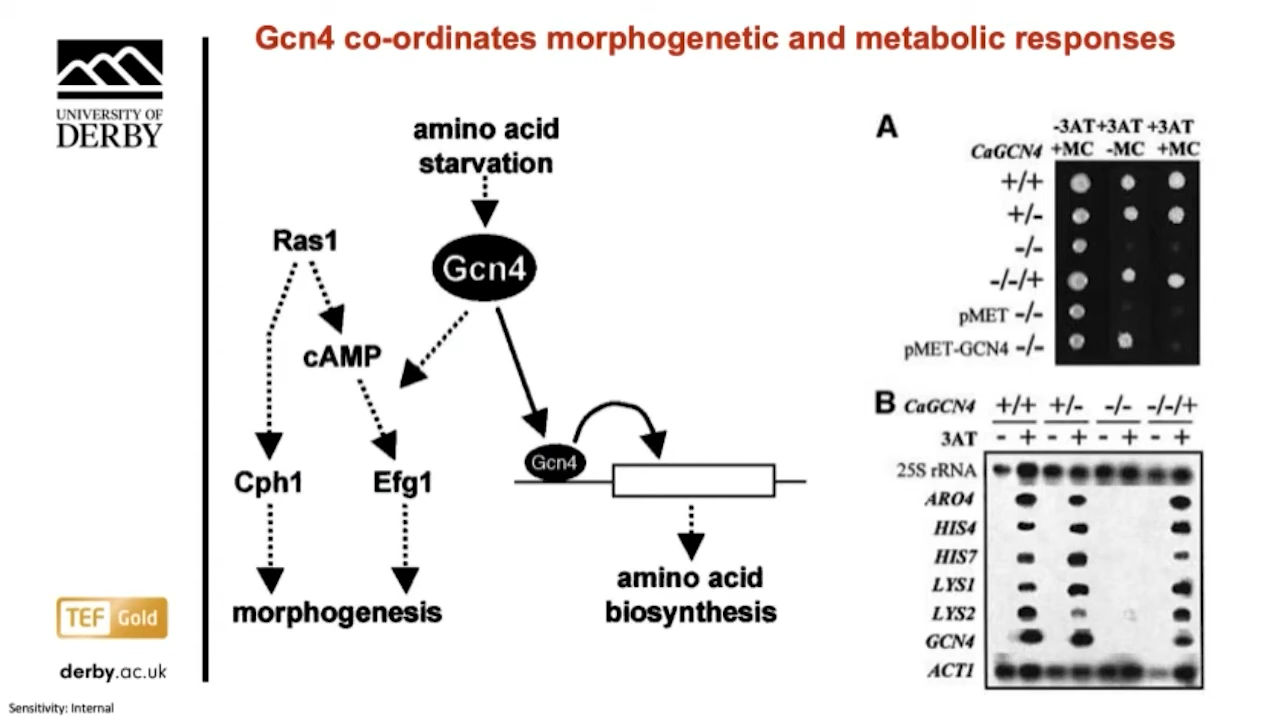 Gcn4 co-ordinates morphogenetic and metabolic responses
UNIVERSITY OF
DERBY
amino acid
starvation
Ras1
Gcn4
cAMP
Gcn4
Cph1
Efg1
morphogenesis
amino acid
biosynthesis
A
-3AT +3AT +3AT
CaGCN4 +MC -MC +MC
+/+
+/-
-/-
-/-/+
pMET -/-
pMET-GCN4 -/-
B CaGCN4 +/+ +/- -/- -/-/+
3AT - + - + - + - +
25S rRNA
ARO4
HIS4
HIS7
LYS1
LYS2
GCN4
ACT1
TEF Gold
derby.ac.uk
Sensitivity: Internal